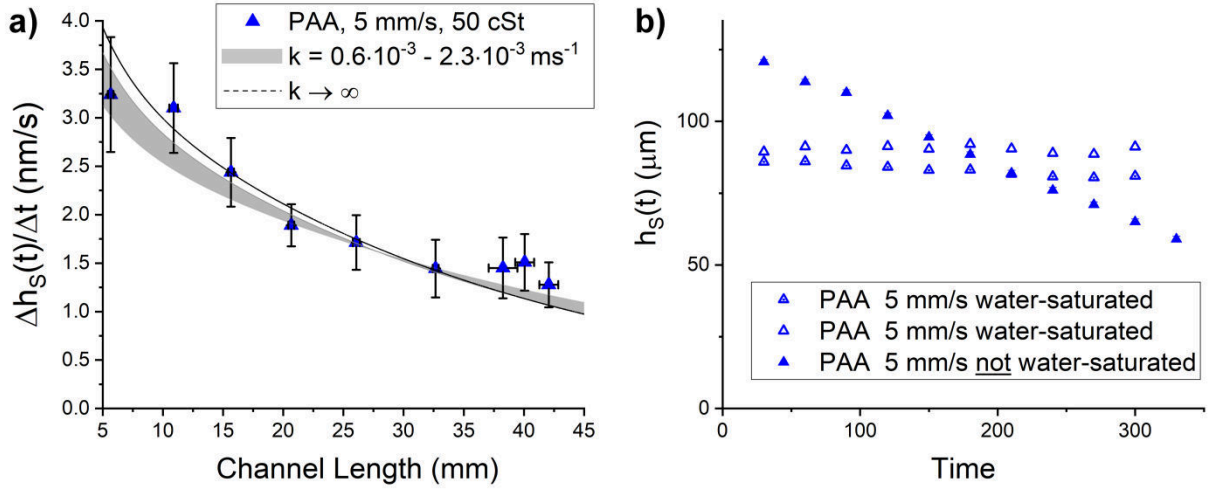 a)
PAA, 5 mm/s, 50 cSt
k = 0.6·10⁻³ - 2.3·10⁻³ ms⁻¹
k → ∞
Δhₛ(t)/Δt (nm/s)
4.0
3.5
3.0
2.5
2.0
1.5
1.0
0.5
0.0
5 10 15 20 25 30 35 40 45
Channel Length (mm)
b)
hₛ(t) (μm)
100
50
0
PAA 5 mm/s water-saturated
PAA 5 mm/s water-saturated
PAA 5 mm/s not water-saturated
0 100 200 300
Time